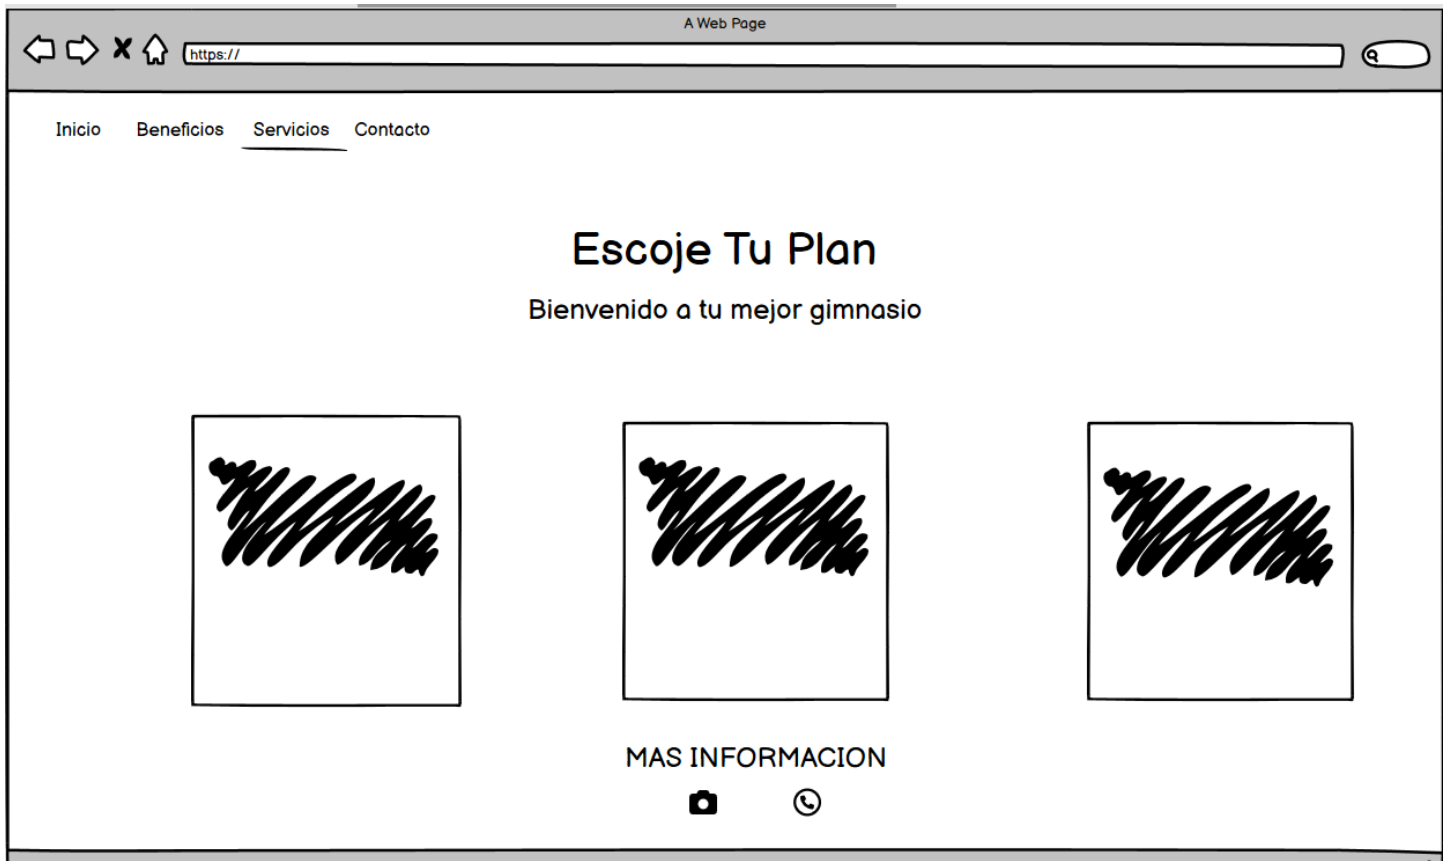 A Web Page
https://
Inicio Beneficios Servicios Contacto
Escoje Tu Plan
Bienvenido a tu mejor gimnasio
MAS INFORMACION